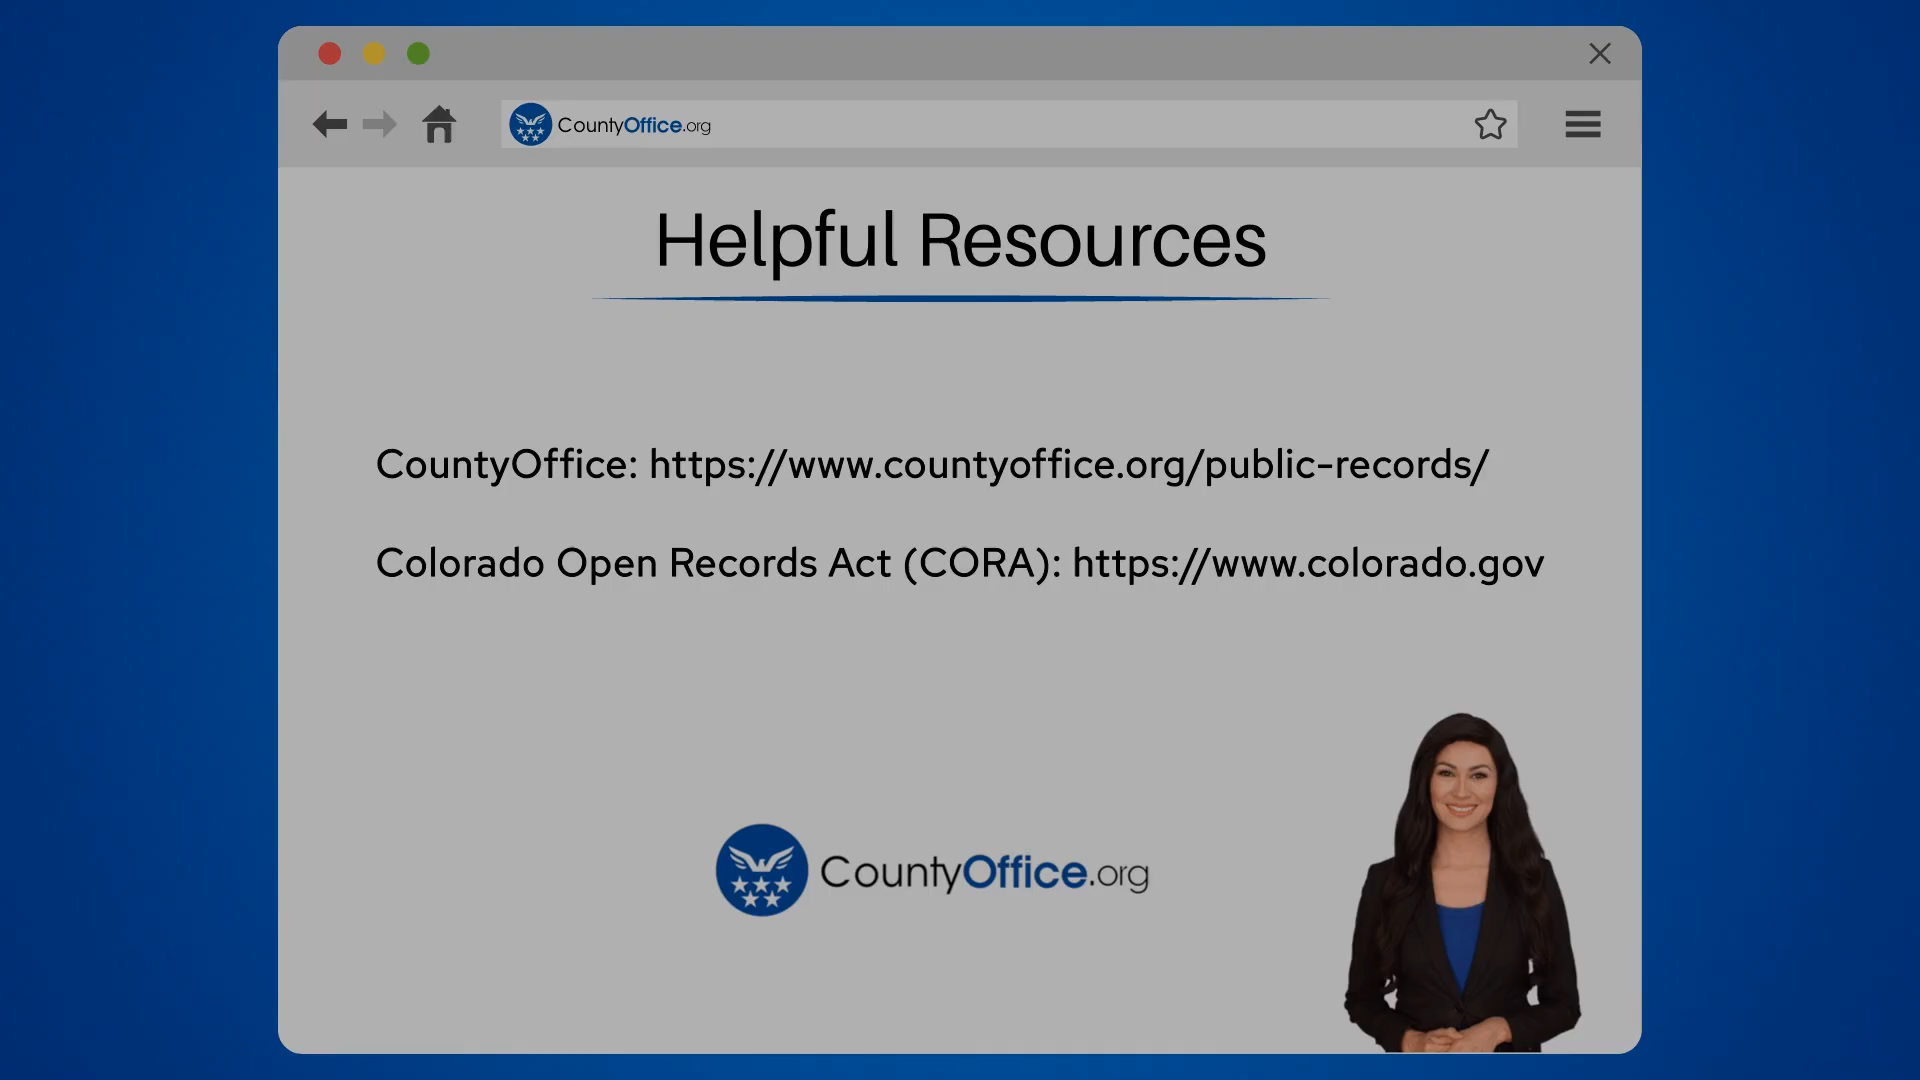 CountyOffice.org
Helpful Resources
CountyOffice: https://www.countyoffice.org/public-records/
Colorado Open Records Act (CORA): https://www.colorado.gov
CountyOffice.org